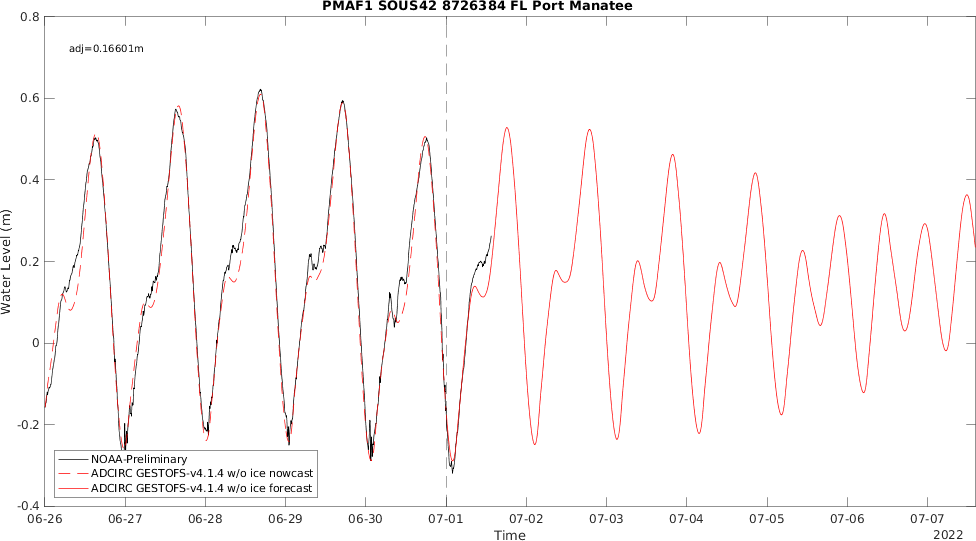 PMAF1 SOUS42 8726384 FL Port Manatee
adj=0.16601m
Water Level (m)
0.8
0.6
0.4
0.2
0
-0.2
-0.4
NOAA-Preliminary
ADCIRC GESTOFS-v4.1.4 w/o ice nowcast
ADCIRC GESTOFS-v4.1.4 w/o ice forecast
06-26 06-27 06-28 06-29 06-30 07-01 07-02 07-03 07-04 07-05 07-06 07-07
Time
2022